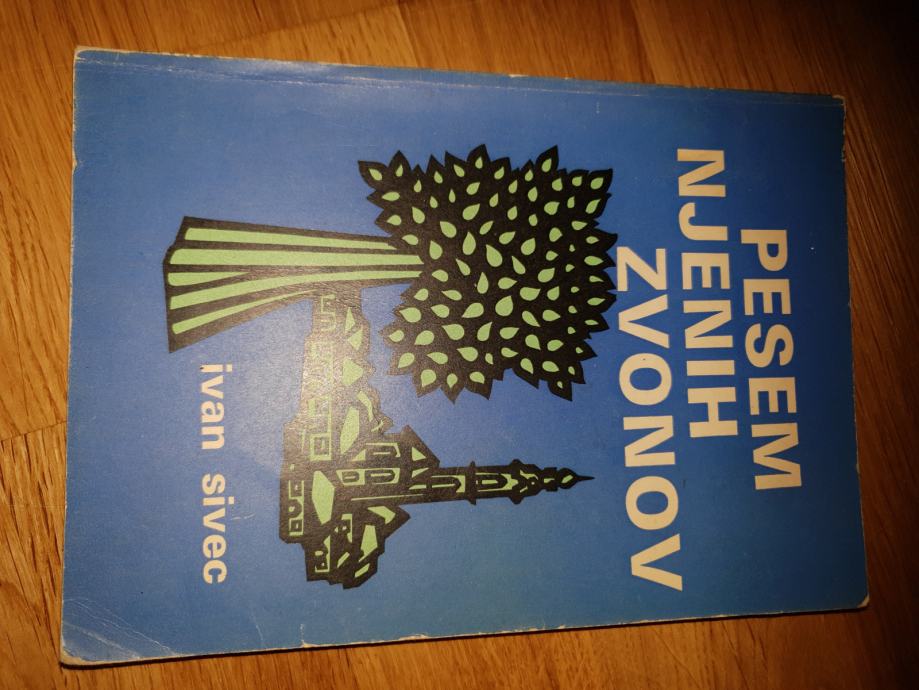 PESEM
NJENIH
ZVONOV
ivan sivec